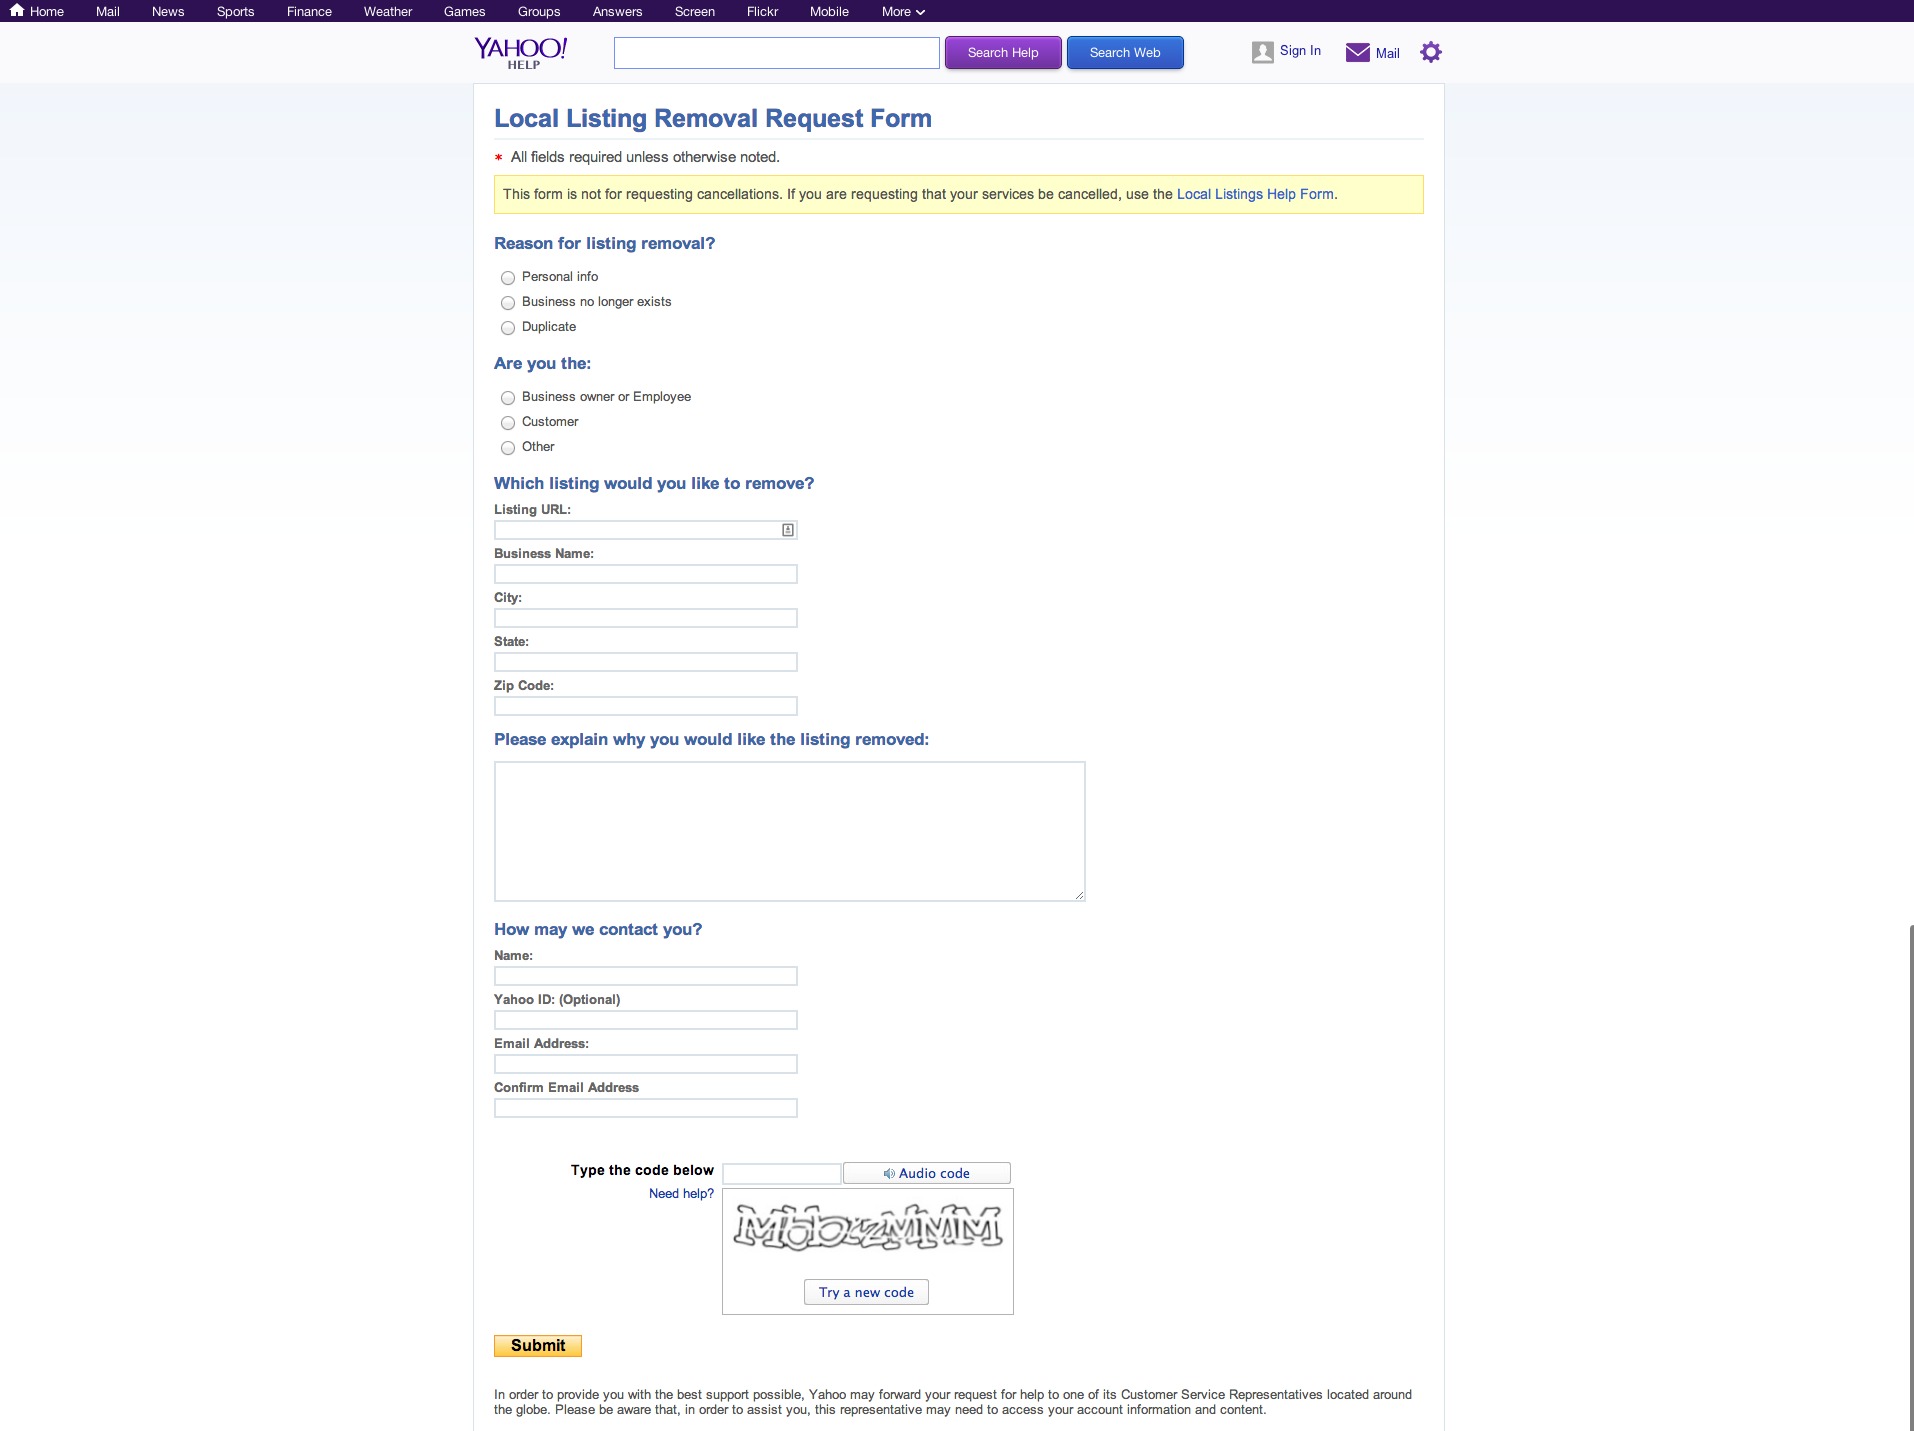 Home Mail News Sports Finance Weather Games Groups Answers Screen Flickr Mobile More
YAHOO! HELP
Search Help Search Web Sign In Mail
Local Listing Removal Request Form
* All fields required unless otherwise noted.
This form is not for requesting cancellations. If you are requesting that your services be cancelled, use the Local Listings Help Form.
Reason for listing removal?
Personal info
Business no longer exists
Duplicate
Are you the:
Business owner or Employee
Customer
Other
Which listing would you like to remove?
Listing URL:
Business Name:
City:
State:
Zip Code:
Please explain why you would like the listing removed:
How may we contact you?
Name:
Yahoo ID: (Optional)
Email Address:
Confirm Email Address
Type the code below Audio code
Need help?
Try a new code
Submit
In order to provide you with the best support possible, Yahoo may forward your request for help to one of its Customer Service Representatives located around
the globe. Please be aware that, in order to assist you, this representative may need to access your account information and content.